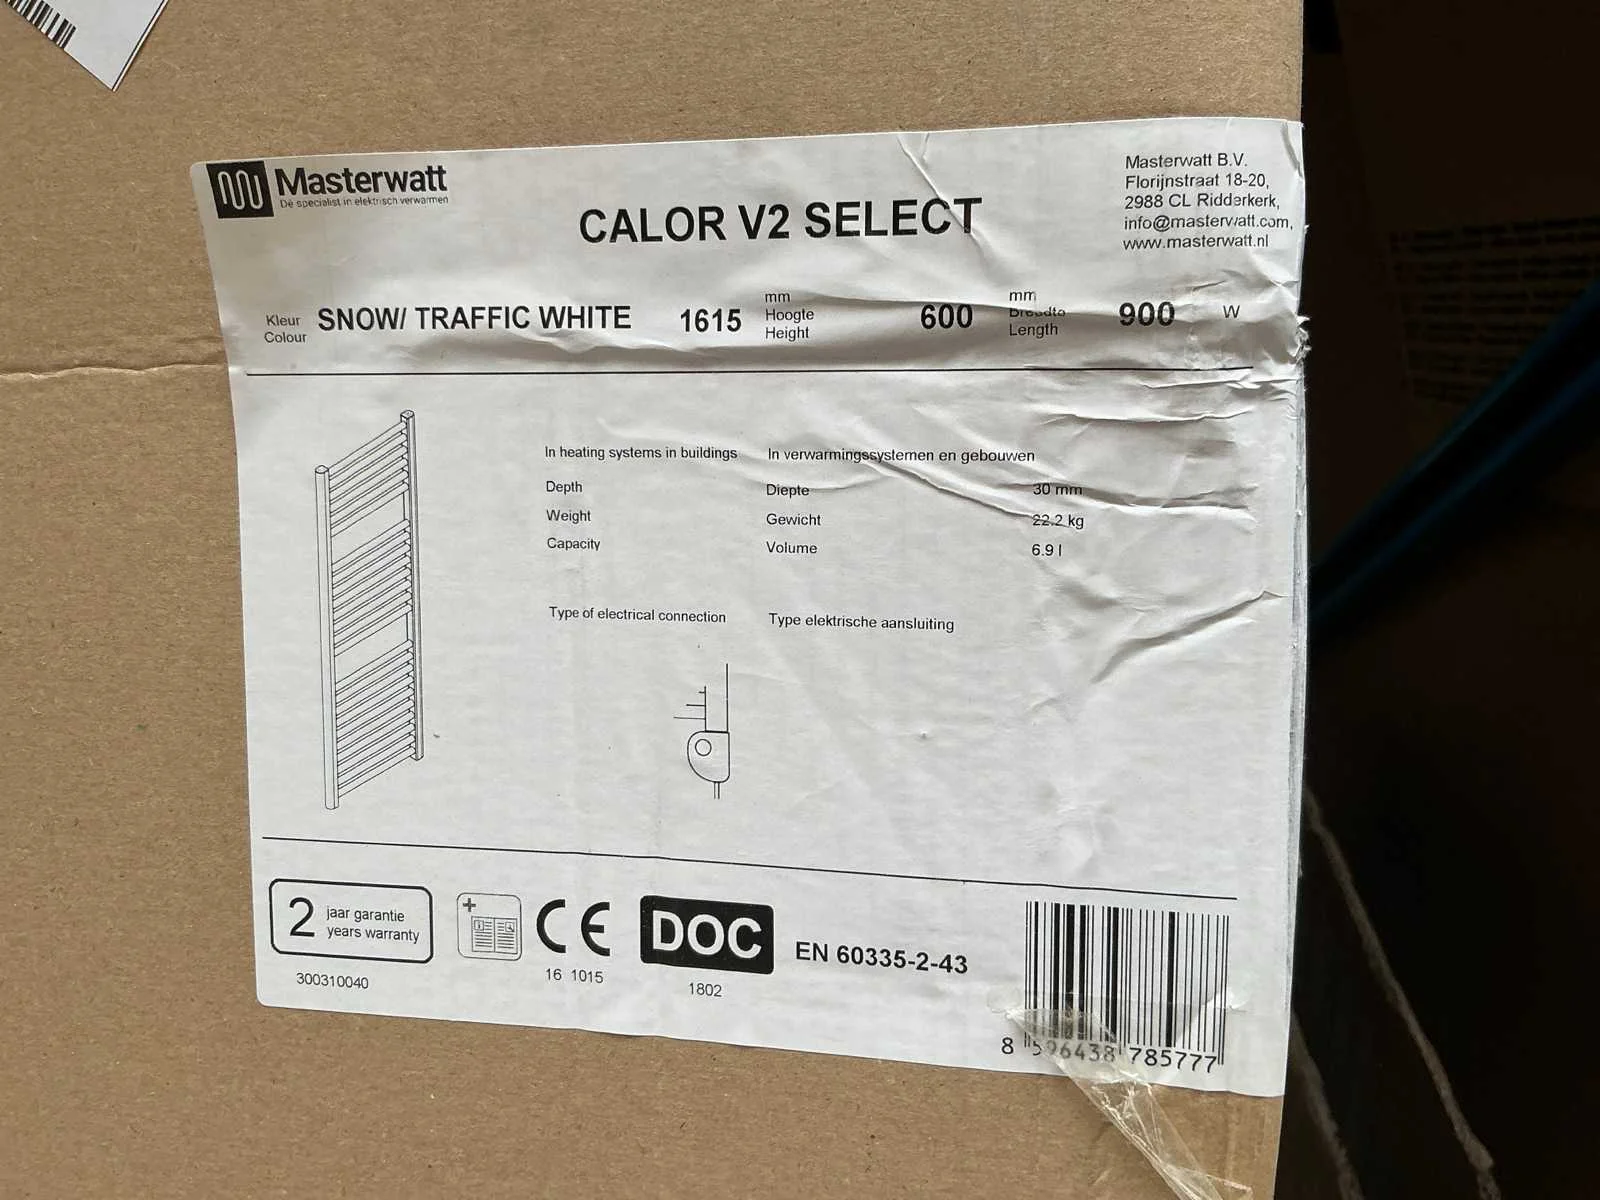 Masterwatt
Dé specialist in elektrisch verwarmen
CALOR V2 SELECT
Masterwatt B.V.
Florijnstraat 18-20,
2988 CL Ridderkerk,
info@masterwatt.com,
www.masterwatt.nl
Kleur
Colour
SNOW/ TRAFFIC WHITE
1615
mm
Hoogte
Height
600
mm
Breedte
Length
900 W
In heating systems in buildings In verwarmingssystemen en gebouwen
Depth Diepte 30 mm
Weight Gewicht 22.2 kg
Capacity Volume 6.9 l
Type of electrical connection Type elektrische aansluiting
2 jaar garantie
years warranty
300310040
CE
16 1015
DOC
1802
EN 60335-2-43
8 596438 785777